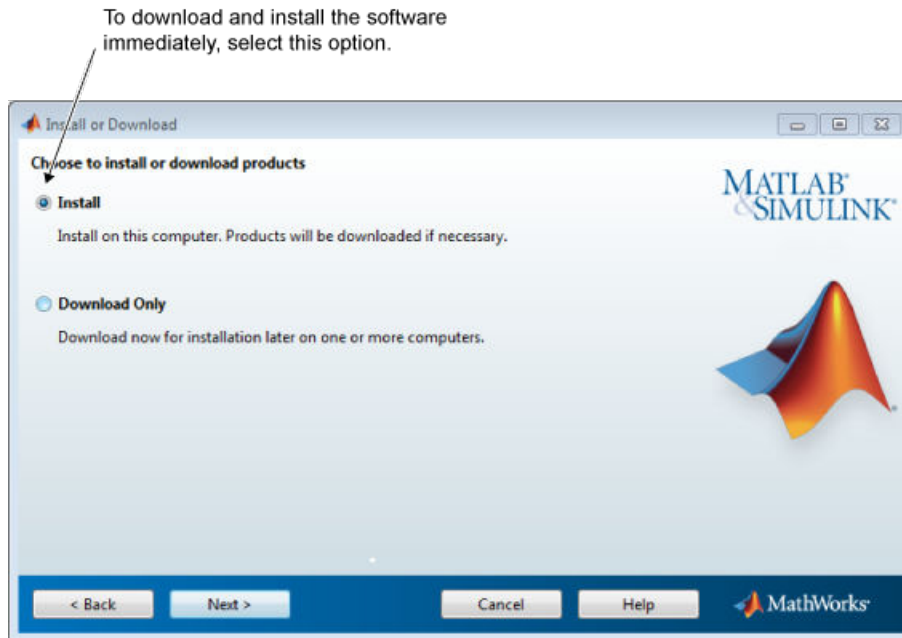 To download and install the software
immediately, select this option.
Install or Download
Choose to install or download products
Install
Install on this computer. Products will be downloaded if necessary.
Download Only
Download now for installation later on one or more computers.
MATLAB®
&SIMULINK®
< Back
Next >
Cancel
Help
MathWorks®